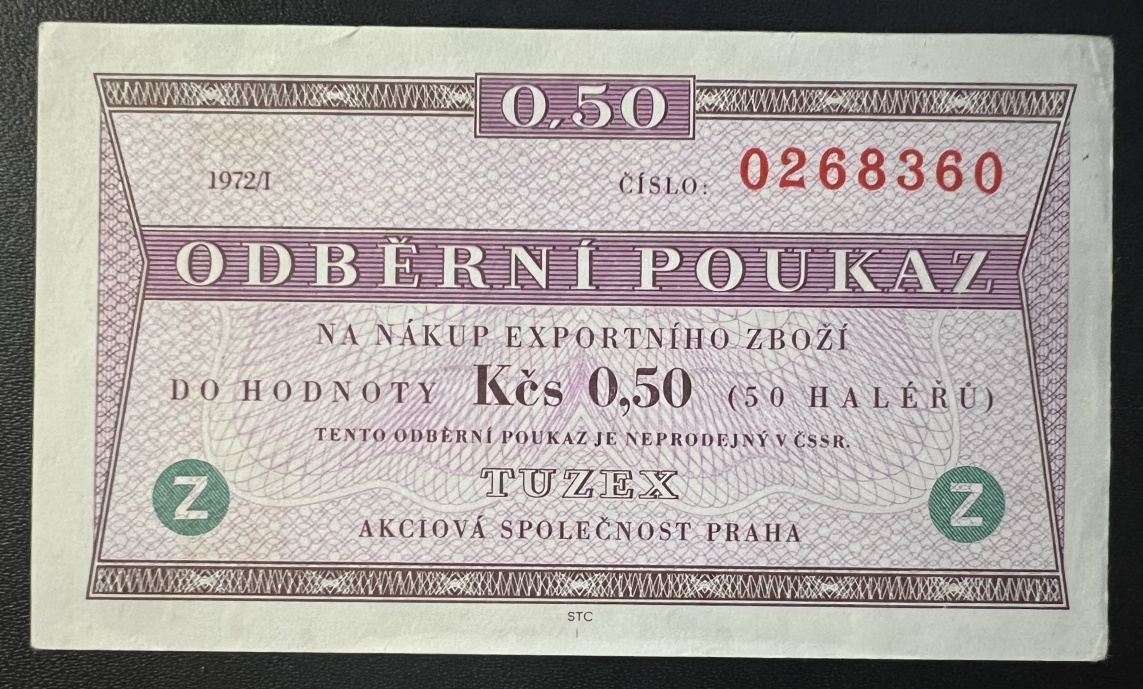 0,50
1972/I ČÍSLO: 0268360
ODBĚRNÍ POUKAZ
NA NÁKUP EXPORTNÍHO ZBOŽÍ
DO HODNOTY Kčs 0,50 (50 HALÉŘŮ)
TENTO ODBĚRNÍ POUKAZ JE NEPRODEJNÝ V ČSSR.
Z TUZEX Z
AKCIOVÁ SPOLEČNOST PRAHA
STC